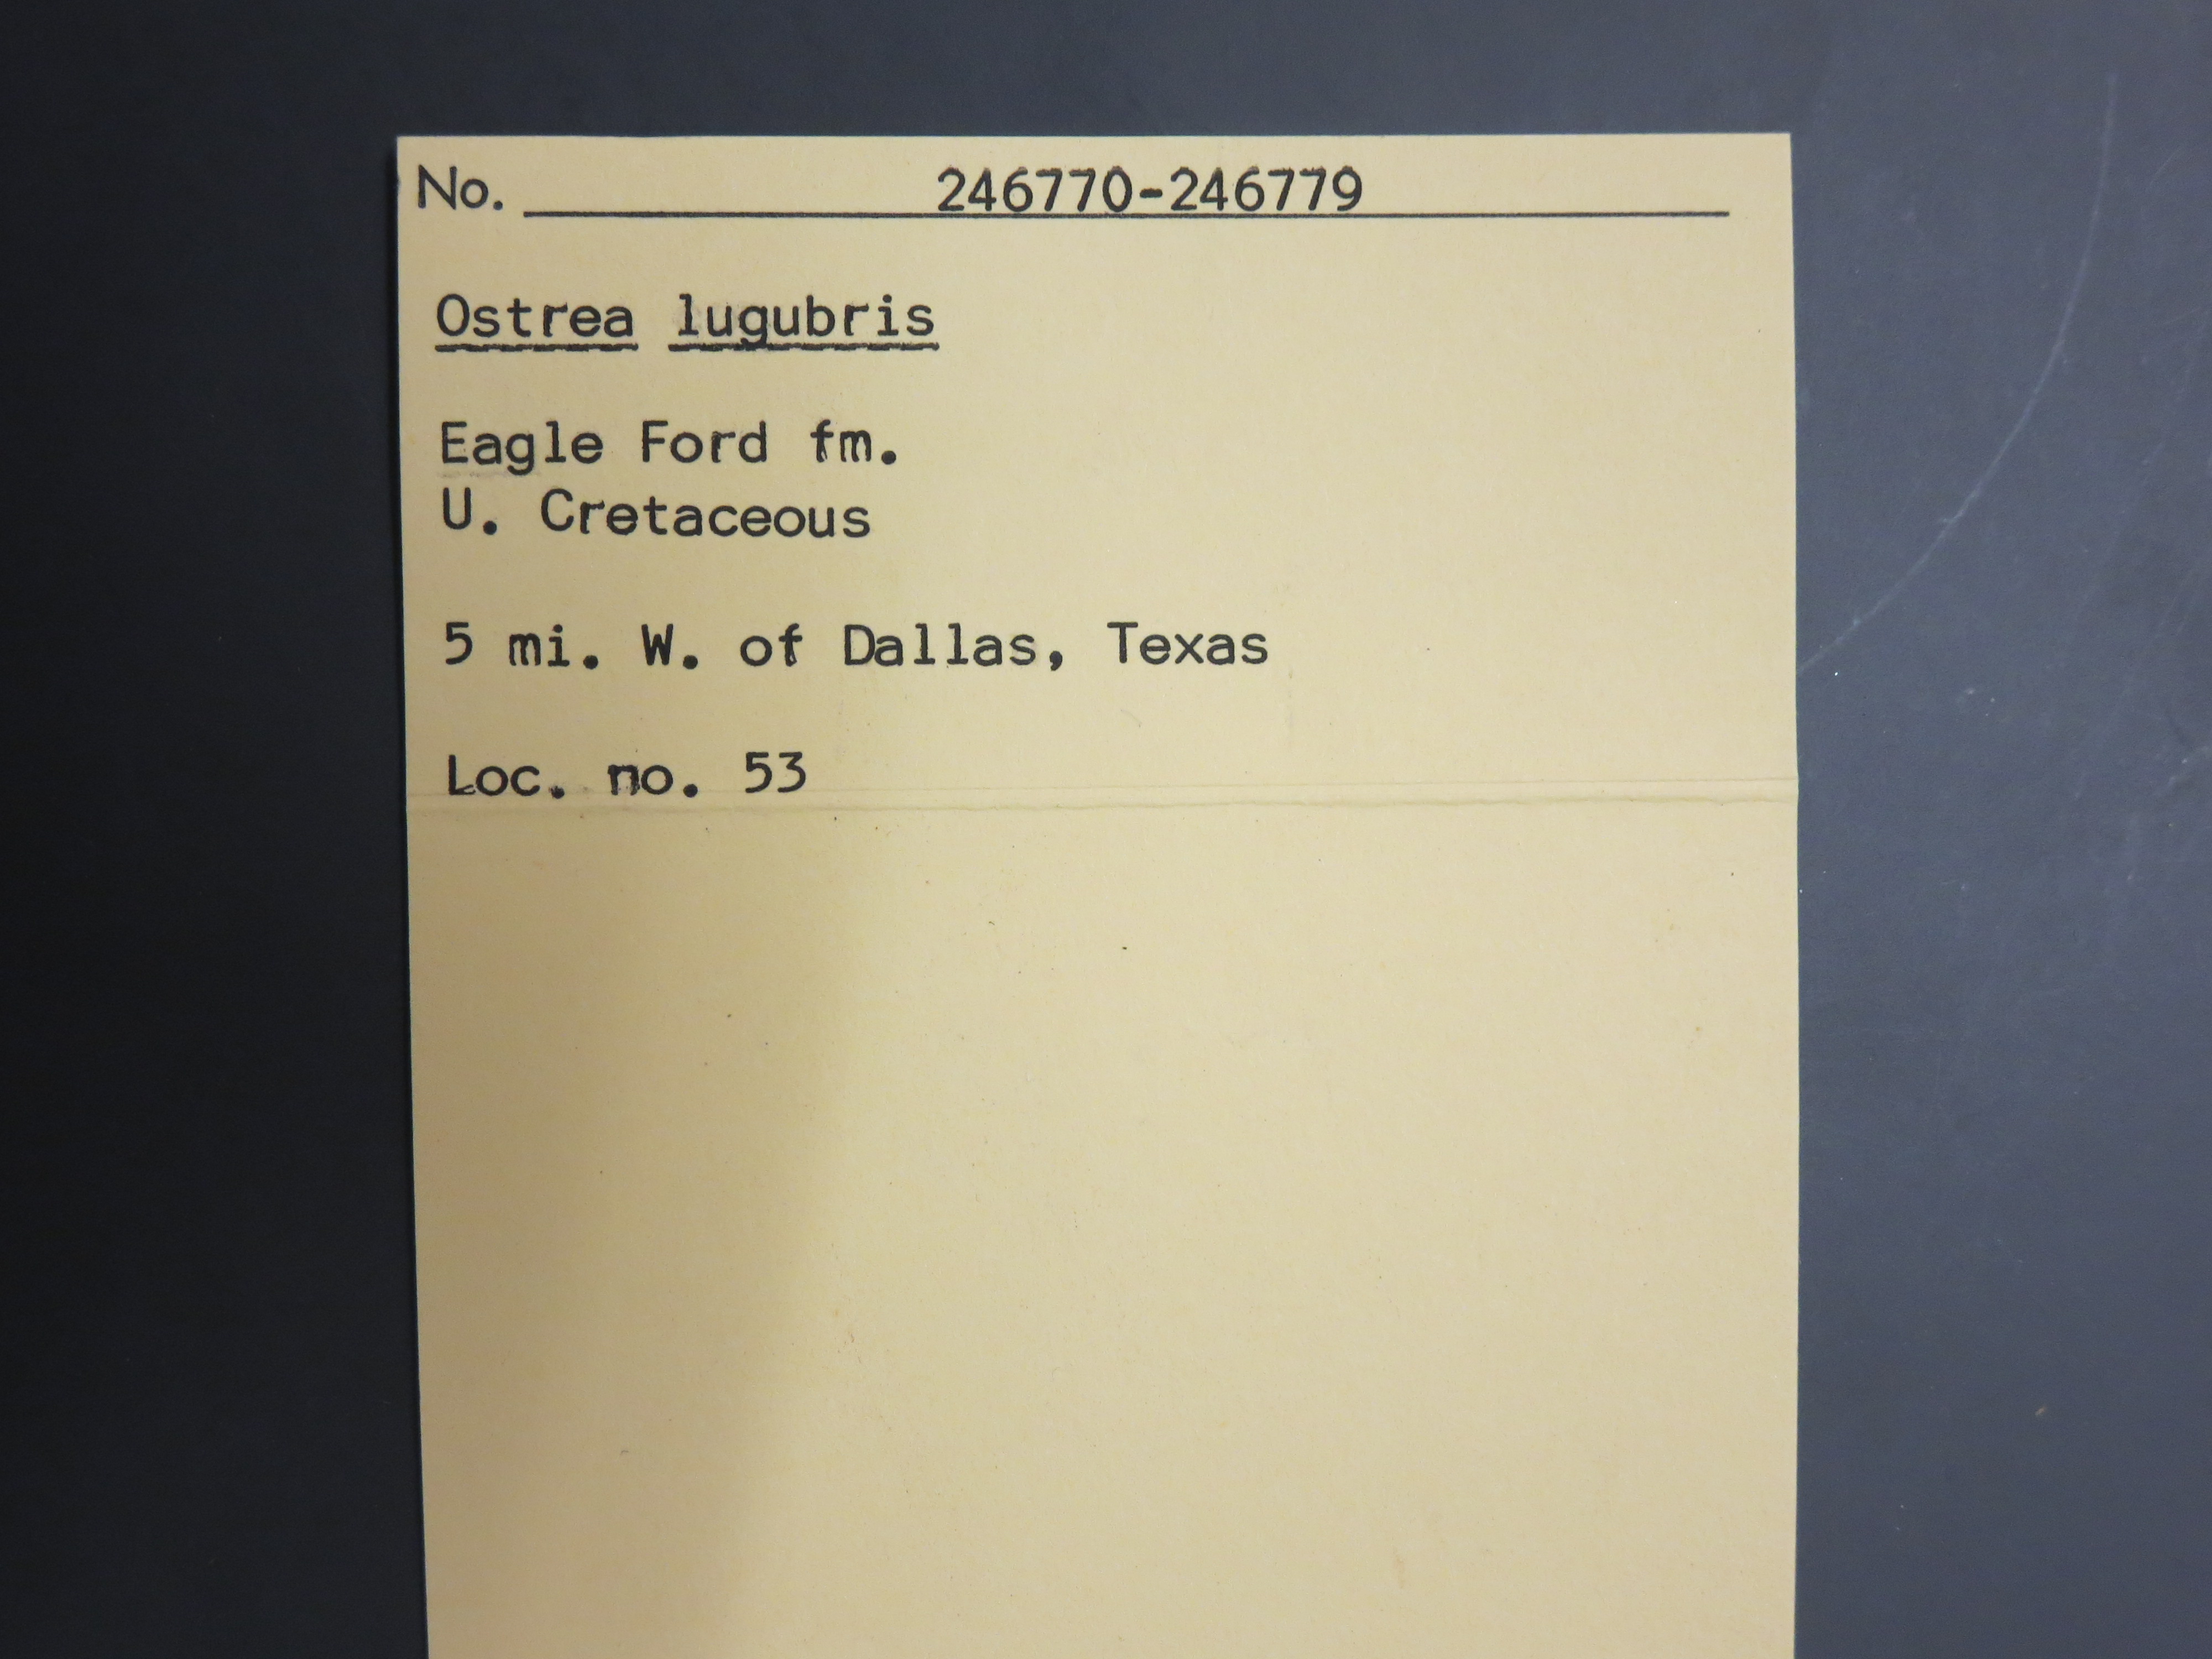 No. 246770-246779
Ostrea lugubris
Eagle Ford fm.
U. Cretaceous
5 mi. W. of Dallas, Texas
Loc. no. 53